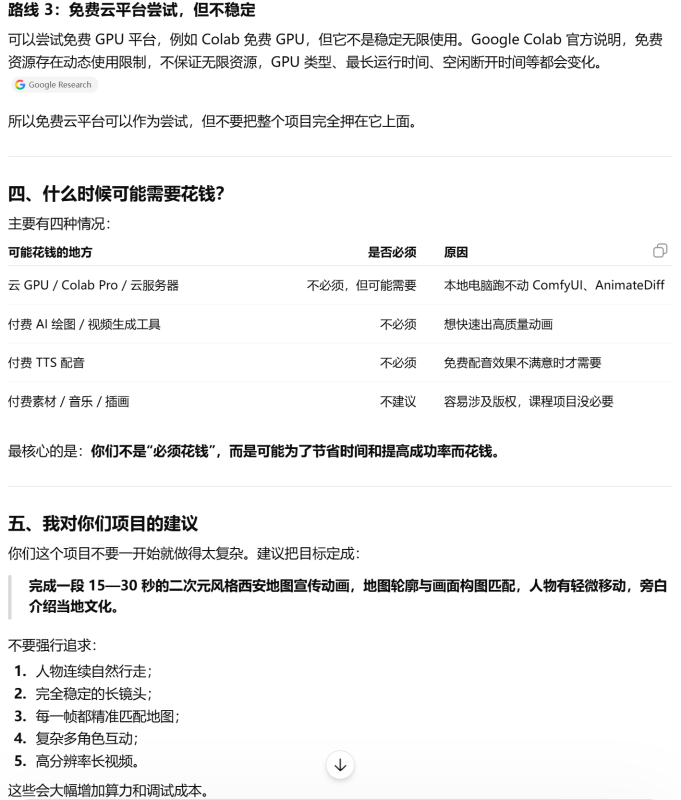 路线 3：免费云平台尝试，但不稳定
可以尝试免费 GPU 平台，例如 Colab 免费 GPU，但它不是稳定无限使用。Google Colab 官方说明，免费
资源存在动态使用限制，不保证无限资源，GPU 类型、最长运行时间、空闲断开时间等都会变化。
Google Research
所以免费云平台可以作为尝试，但不要把整个项目完全押在它上面。
四、什么时候可能需要花钱？
主要有四种情况：
可能花钱的地方 是否必须 原因
云 GPU / Colab Pro / 云服务器 不必须，但可能需要 本地电脑跑不动 ComfyUI、AnimateDiff
付费 AI 绘图 / 视频生成工具 不必须 想快速出高质量动画
付费 TTS 配音 不必须 免费配音效果不满意时才需要
付费素材 / 音乐 / 插画 不建议 容易涉及版权，课程项目没必要
最核心的是：你们不是“必须花钱”，而是可能为了节省时间和提高成功率而花钱。
五、我对你们项目的建议
你们这个项目不要一开始就做得太复杂。建议把目标定成：
完成一段 15—30 秒的二次元风格西安地图宣传动画，地图轮廓与画面构图匹配，人物有轻微移动，旁白
介绍当地文化。
不要强行追求：
1. 人物连续自然行走；
2. 完全稳定的长镜头；
3. 每一帧都精准匹配地图；
4. 复杂多角色互动；
5. 高分辨率长视频。
这些会大幅增加算力和调试成本。